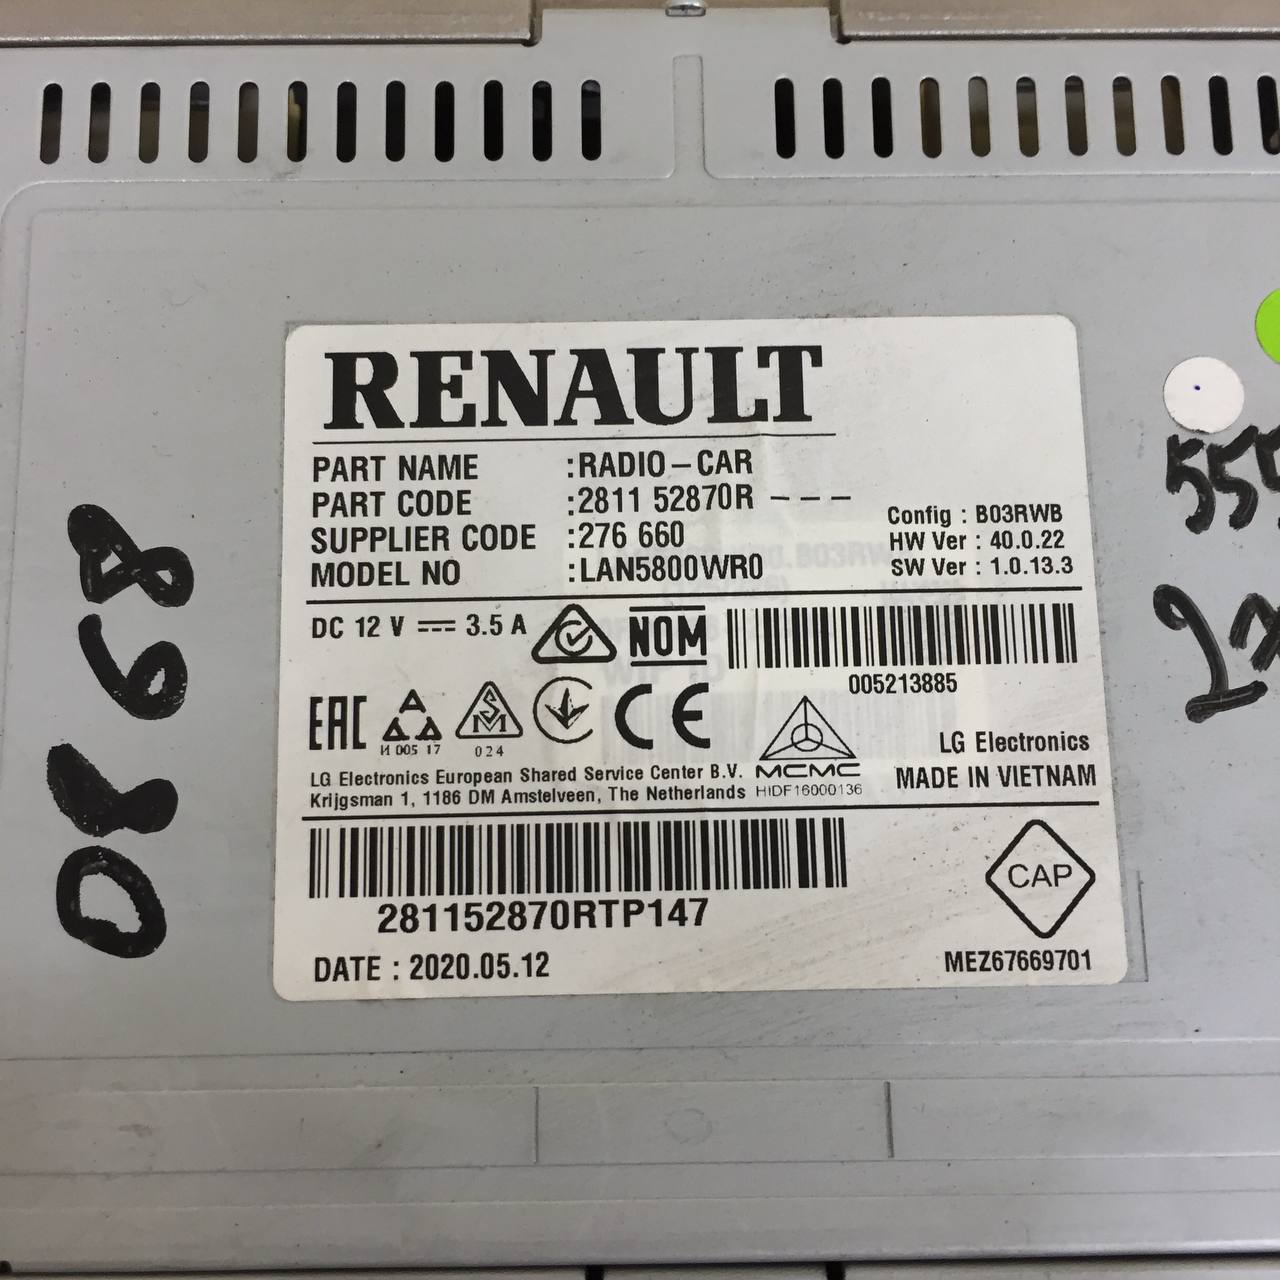 RENAULT
PART NAME :RADIO-CAR
PART CODE :2811 52870R ---
SUPPLIER CODE :276 660
MODEL NO :LAN5800WR0
Config : B03RWB
HW Ver : 40.0.22
SW Ver : 1.0.13.3
DC 12 V 3.5 A
NOM
005213885
EAC
И 005 17
024
CE
MCMC
HIDF16000136
LG Electronics
MADE IN VIETNAM
LG Electronics European Shared Service Center B.V.
Krijgsman 1, 1186 DM Amstelveen, The Netherlands
281152870RTP147
CAP
DATE : 2020.05.12
MEZ67669701
555